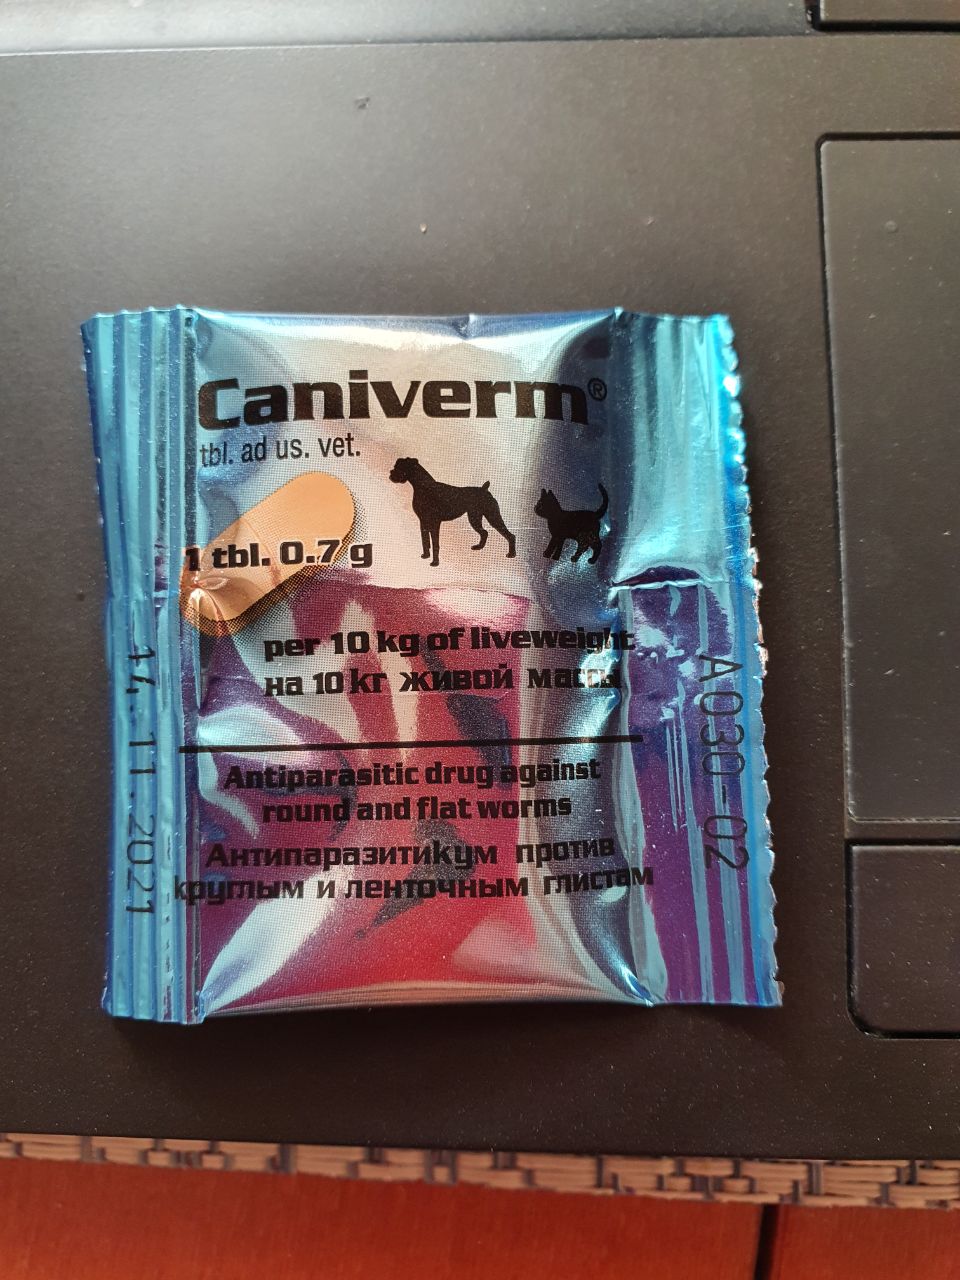 Caniverm®
tbl. ad us. vet.
1 tbl. 0.7 g
per 10 kg of liveweight
на 10 кг живой массы
Antiparasitic drug against
round and flat worms
Антипаразитикум против
круглым и ленточным глистам
11.2021
A030-02